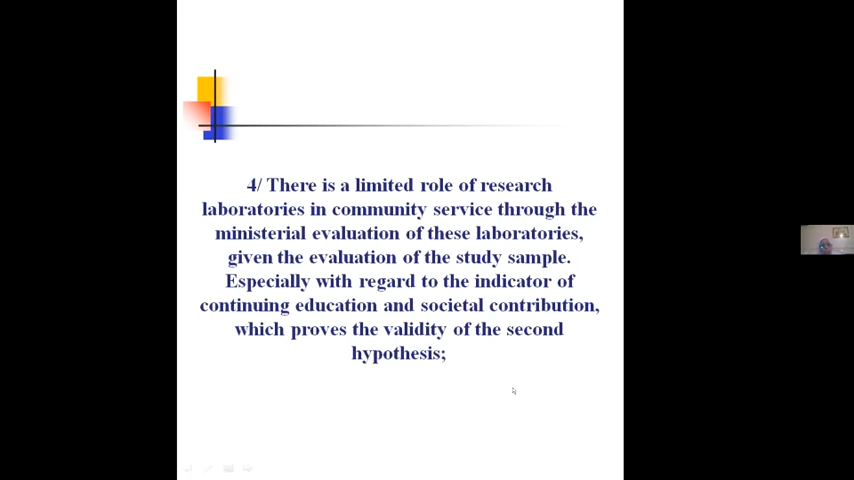 4/ There is a limited role of research
laboratories in community service through the
ministerial evaluation of these laboratories,
given the evaluation of the study sample.
Especially with regard to the indicator of
continuing education and societal contribution,
which proves the validity of the second
hypothesis;